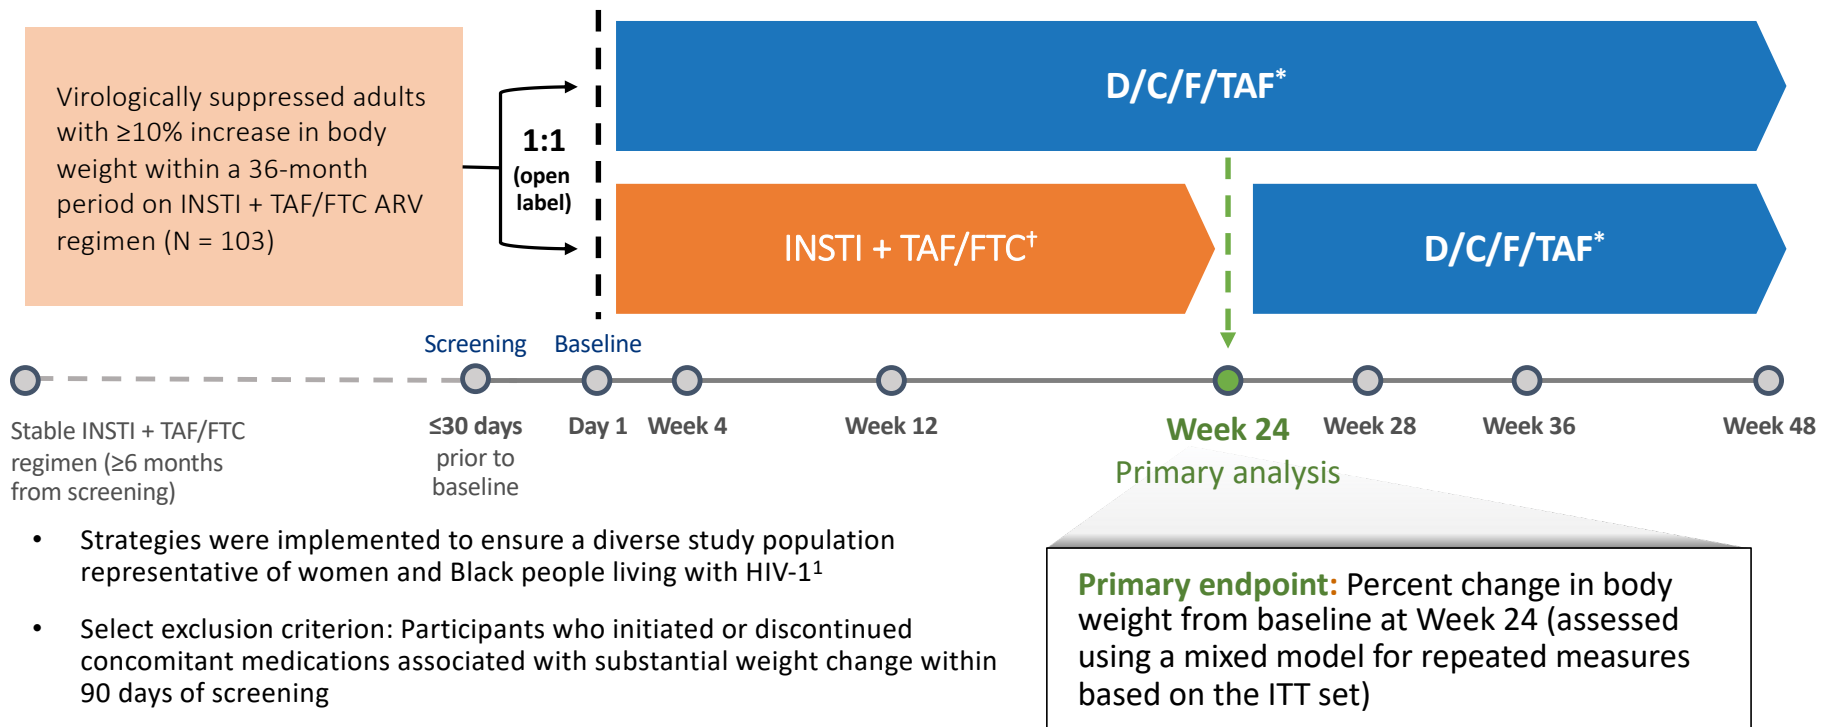 Virologically suppressed adults
with ≥10% increase in body
weight within a 36-month
period on INSTI + TAF/FTC ARV
regimen (N = 103)
1:1
(open
label)
D/C/F/TAF*
INSTI + TAF/FTC†
D/C/F/TAF*
Screening
Baseline
Stable INSTI + TAF/FTC
regimen (≥6 months
from screening)
≤30 days
prior to
baseline
Day 1
Week 4
Week 12
Week 24
Primary analysis
Week 28
Week 36
Week 48
• Strategies were implemented to ensure a diverse study population
representative of women and Black people living with HIV-1¹
• Select exclusion criterion: Participants who initiated or discontinued
concomitant medications associated with substantial weight change within
90 days of screening
Primary endpoint: Percent change in body
weight from baseline at Week 24 (assessed
using a mixed model for repeated measures
based on the ITT set)